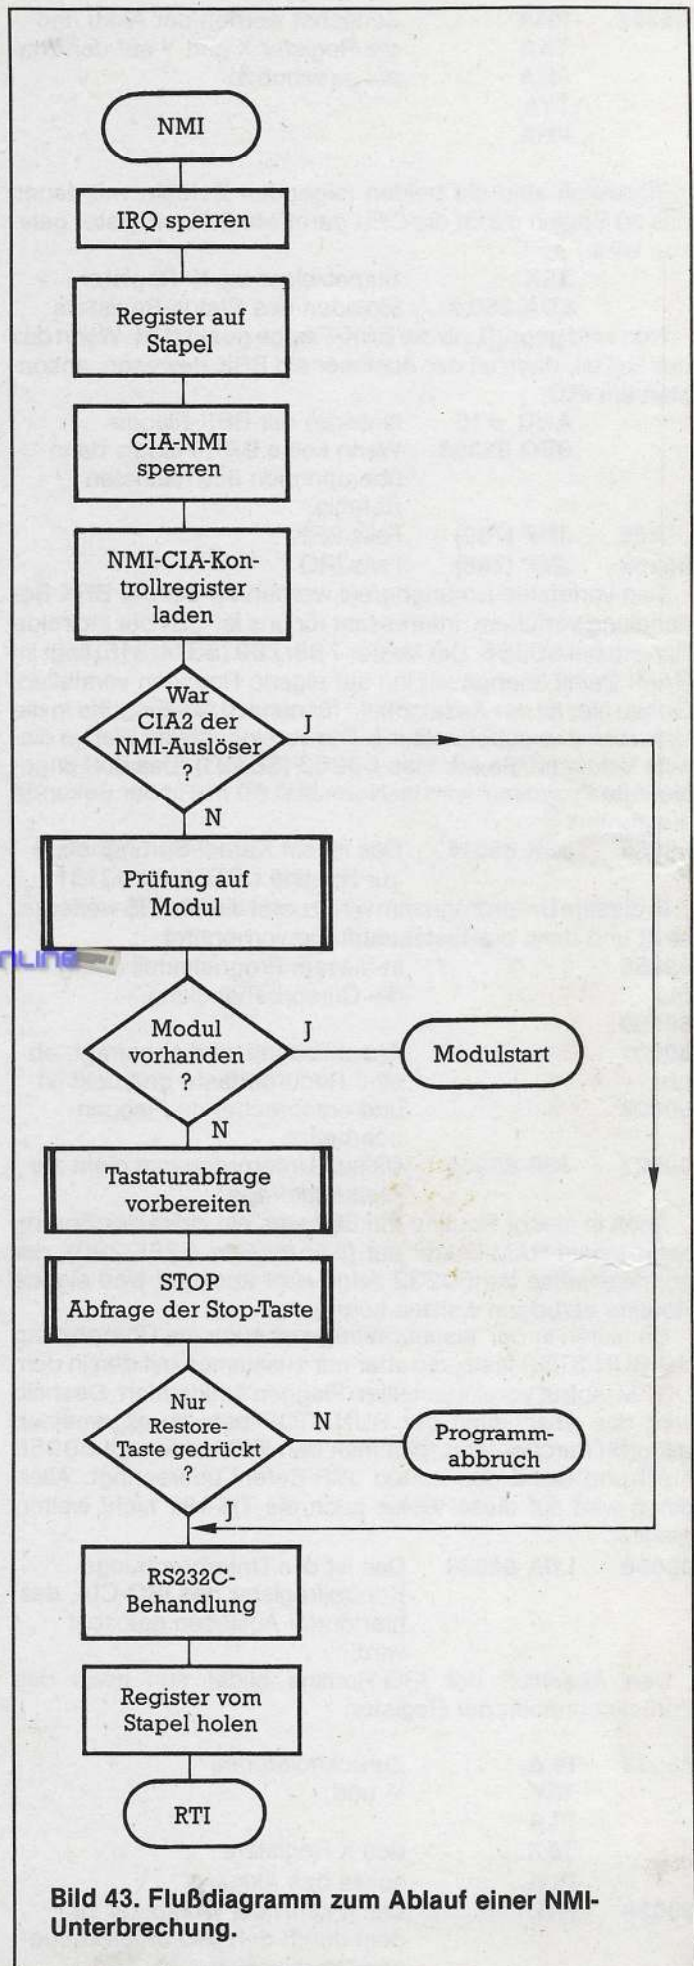 NMI
IRQ sperren
Register auf
Stapel
CIA-NMI
sperren
NMI-CIA-Kon-
trollregister
laden
War
CIA2 der
NMI-Auslöser
?
J
N
Prüfung auf
Modul
NLINE
Modul
vorhanden
?
J
Modulstart
N
Tastaturabfrage
vorbereiten
STOP
Abfrage der Stop-Taste
Nur
Restore-
Taste gedrückt
?
N
Programm-
abbruch
J
RS232C-
Behandlung
Register vom
Stapel holen
RTI
Bild 43. Flußdiagramm zum Ablauf einer NMI-
Unterbrechung.